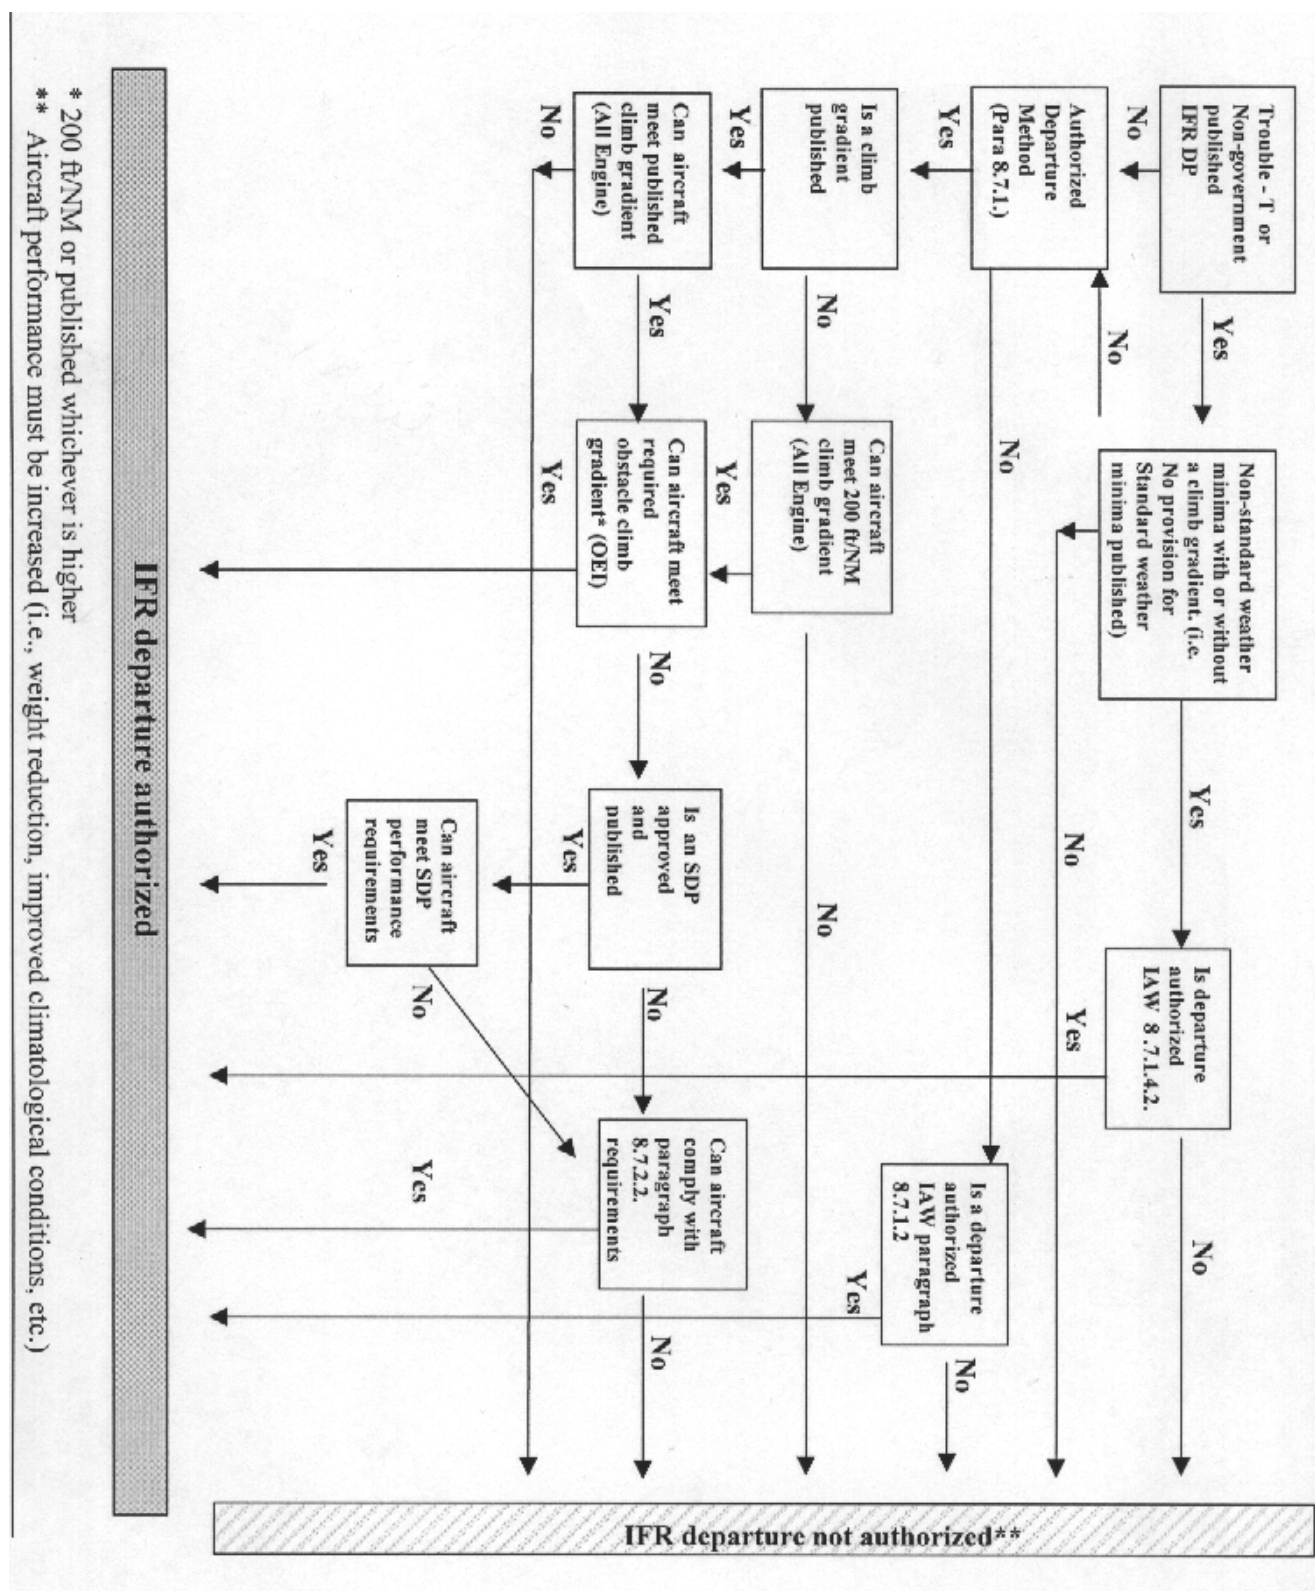 Trouble - T or
Non-government
published
IFR DP
Yes
No
Non-standard weather
minima with or without
a climb gradient. (i.e.
No provision for
Standard weather
minima published)
Yes
No
Is departure
authorized
IAW 8 .7.1.4.2.
No
Yes
No
Authorized
Departure
Method
(Para 8.7.1.)
No
Yes
Is a departure
authorized
IAW paragraph
8.7.1.2
No
Yes
Is a climb
gradient
published
No
Yes
Can aircraft
meet 200 ft/NM
climb gradient
(All Engine)
No
Yes
Can aircraft
meet published
climb gradient
(All Engine)
Yes
No
Can aircraft meet
required
obstacle climb
gradient* (OEI)
No
Yes
Is an SDP
approved
and
published
No
Yes
Can aircraft
comply with
paragraph
8.7.2.2.
requirements
No
Yes
Can aircraft
meet SDP
performance
requirements
No
Yes
IFR departure not authorized**
IFR departure authorized
* 200 ft/NM or published whichever is higher
** Aircraft performance must be increased (i.e., weight reduction, improved climatological conditions, etc.)